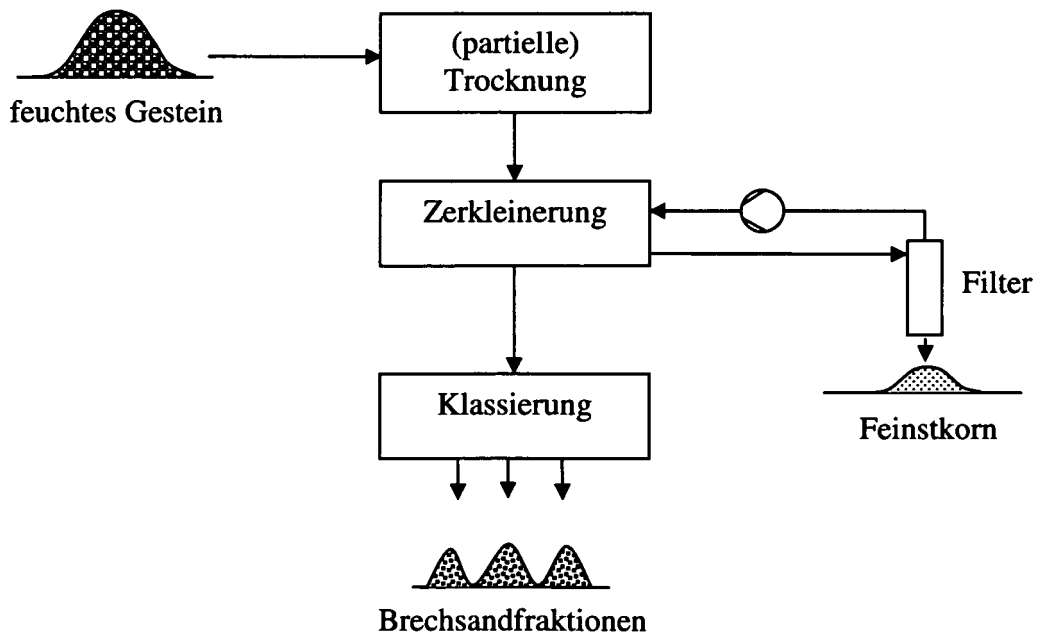 (partielle)
Trocknung
feuchtes Gestein
Zerkleinerung
Filter
Klassierung
Feinstkorn
Brechsandfraktionen